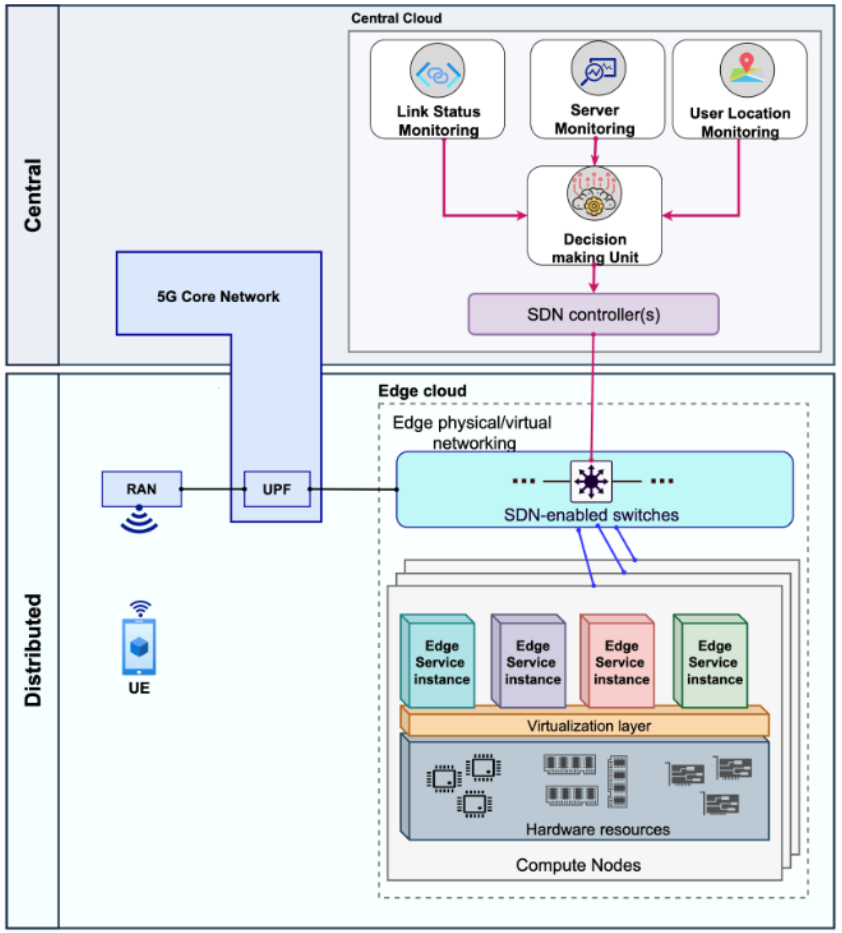 Central Cloud
Link Status
Monitoring
Server
Monitoring
User Location
Monitoring
Decision
making Unit
SDN controller(s)
Central
5G Core Network
Edge cloud
Edge physical/virtual
networking
RAN
UPF
... ...
SDN-enabled switches
UE
Distributed
Edge
Service
instance
Edge
Service
instance
Edge
Service
instance
Edge
Service
instance
Virtualization layer
Hardware resources
Compute Nodes